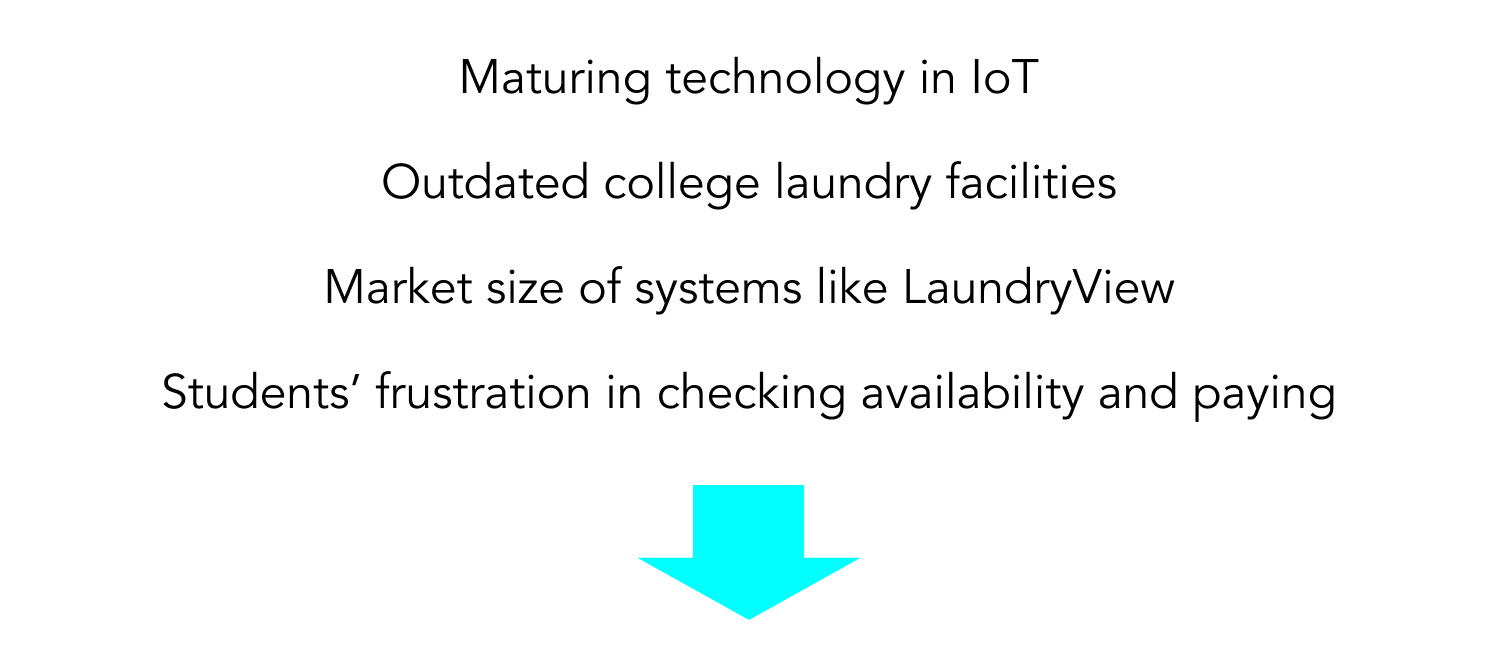 Maturing technology in IoT
Outdated college laundry facilities
Market size of systems like LaundryView
Students’ frustration in checking availability and paying